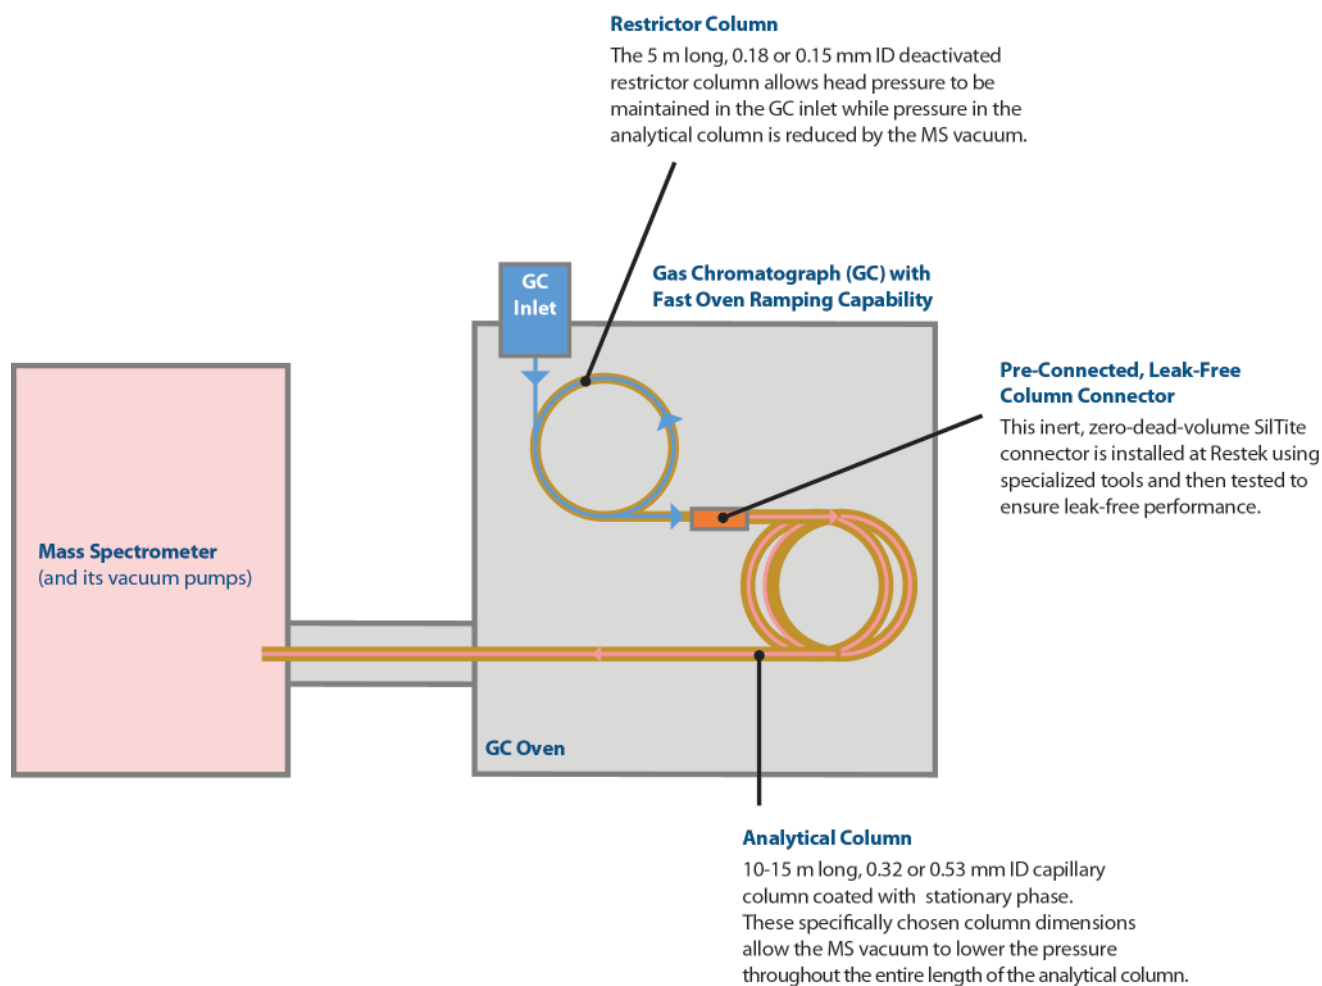 Restrictor Column
The 5 m long, 0.18 or 0.15 mm ID deactivated
restrictor column allows head pressure to be
maintained in the GC inlet while pressure in the
analytical column is reduced by the MS vacuum.
GC
Inlet
Gas Chromatograph (GC) with
Fast Oven Ramping Capability
Pre-Connected, Leak-Free
Column Connector
This inert, zero-dead-volume SilTite
connector is installed at Restek using
specialized tools and then tested to
ensure leak-free performance.
Mass Spectrometer
(and its vacuum pumps)
GC Oven
Analytical Column
10-15 m long, 0.32 or 0.53 mm ID capillary
column coated with stationary phase.
These specifically chosen column dimensions
allow the MS vacuum to lower the pressure
throughout the entire length of the analytical column.